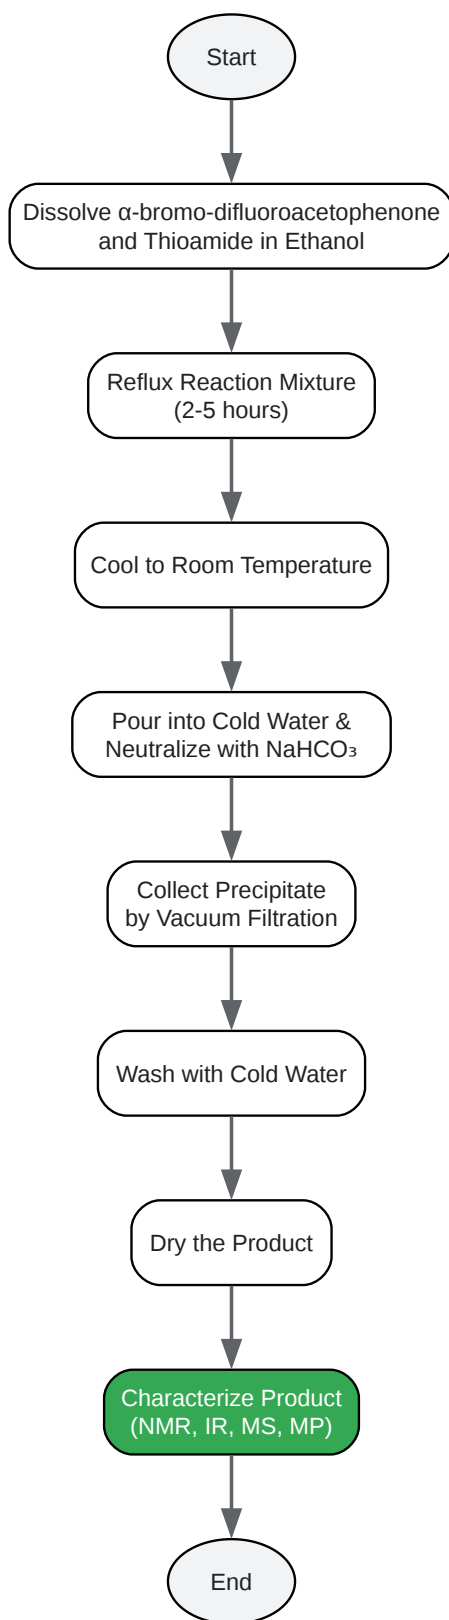 Start
Dissolve α-bromo-difluoroacetophenone
and Thioamide in Ethanol
Reflux Reaction Mixture
(2-5 hours)
Cool to Room Temperature
Pour into Cold Water &
Neutralize with NaHCO₃
Collect Precipitate
by Vacuum Filtration
Wash with Cold Water
Dry the Product
Characterize Product
(NMR, IR, MS, MP)
End